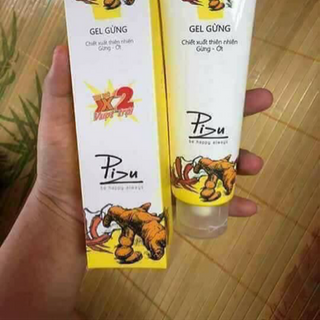 GEL GỪNG
Chiết xuất thiên nhiên
Gừng - Ớt
X2
Pizu
be happy always
GEL GỪNG
Chiết xuất thiên nhiên
Gừng - Ớt
Pizu
be happy always